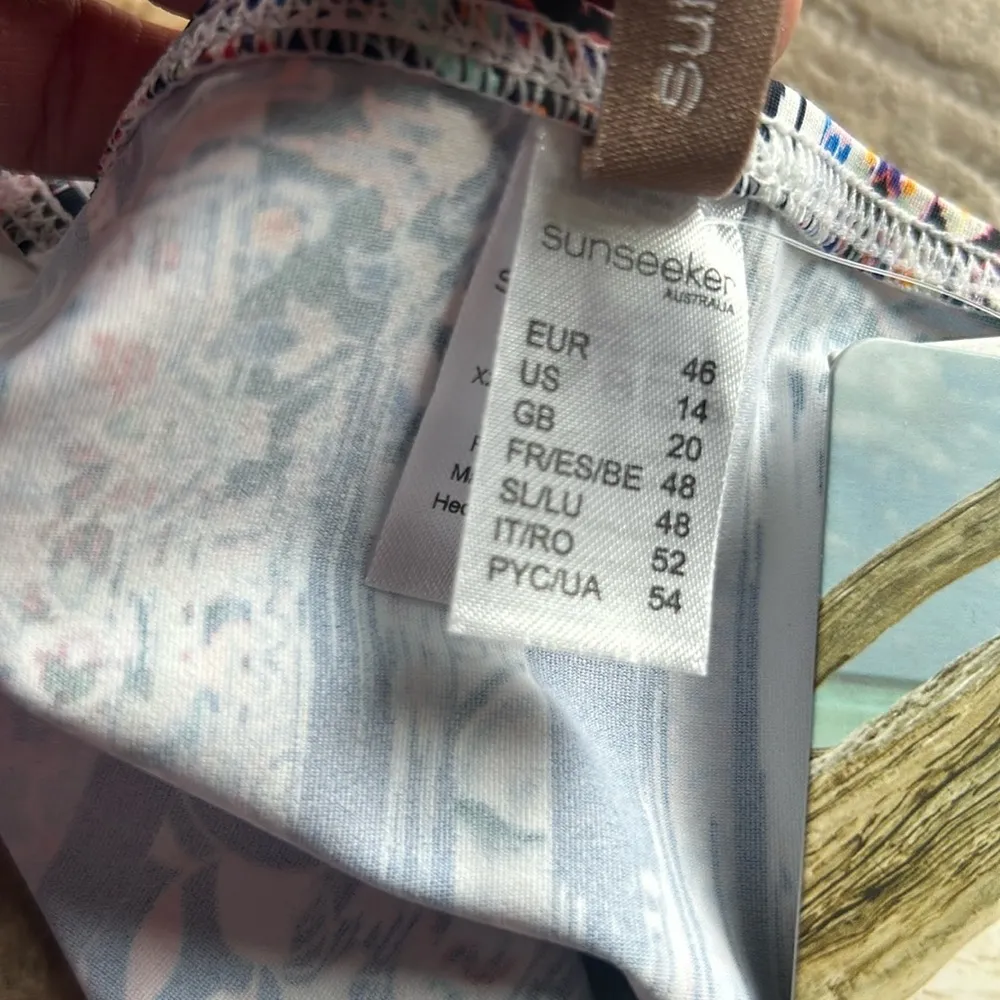 suns
sunseeker
AUSTRALIA
EUR 46
US 14
GB 20
FR/ES/BE 48
SL/LU 48
IT/RO 52
PYC/UA 54